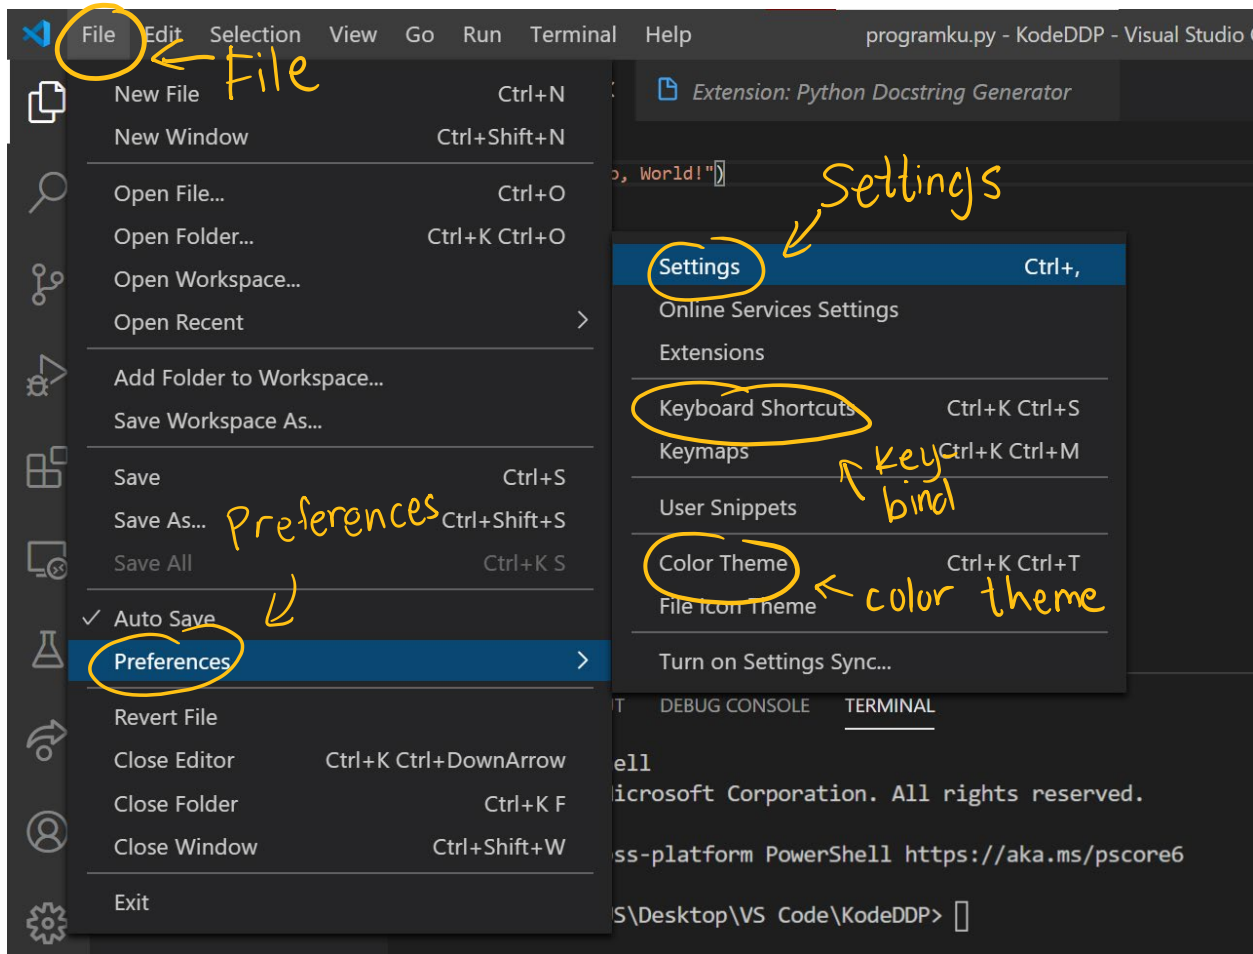 File Edit Selection View Go Run Terminal Help programku.py - KodeDDP - Visual Studio
File
New File Ctrl+N
New Window Ctrl+Shift+N
Open File... Ctrl+O
Open Folder... Ctrl+K Ctrl+O
Open Workspace...
Open Recent
Add Folder to Workspace...
Save Workspace As...
Save Ctrl+S
Save As... Ctrl+Shift+S
Save All Ctrl+K S
Preferences
Auto Save
Preferences
Revert File
Close Editor Ctrl+K Ctrl+DownArrow
Close Folder Ctrl+K F
Close Window Ctrl+Shift+W
Exit
Extension: Python Docstring Generator
, World!")
Settings
Settings Ctrl+,
Online Services Settings
Extensions
Keyboard Shortcuts Ctrl+K Ctrl+S
Keymaps Ctrl+K Ctrl+M
Key-
bind
User Snippets
Color Theme Ctrl+K Ctrl+T
color theme
File Icon Theme
Turn on Settings Sync...
DEBUG CONSOLE TERMINAL
ell
icrosoft Corporation. All rights reserved.
ss-platform PowerShell https://aka.ms/pscore6
S\Desktop\VS Code\KodeDDP>